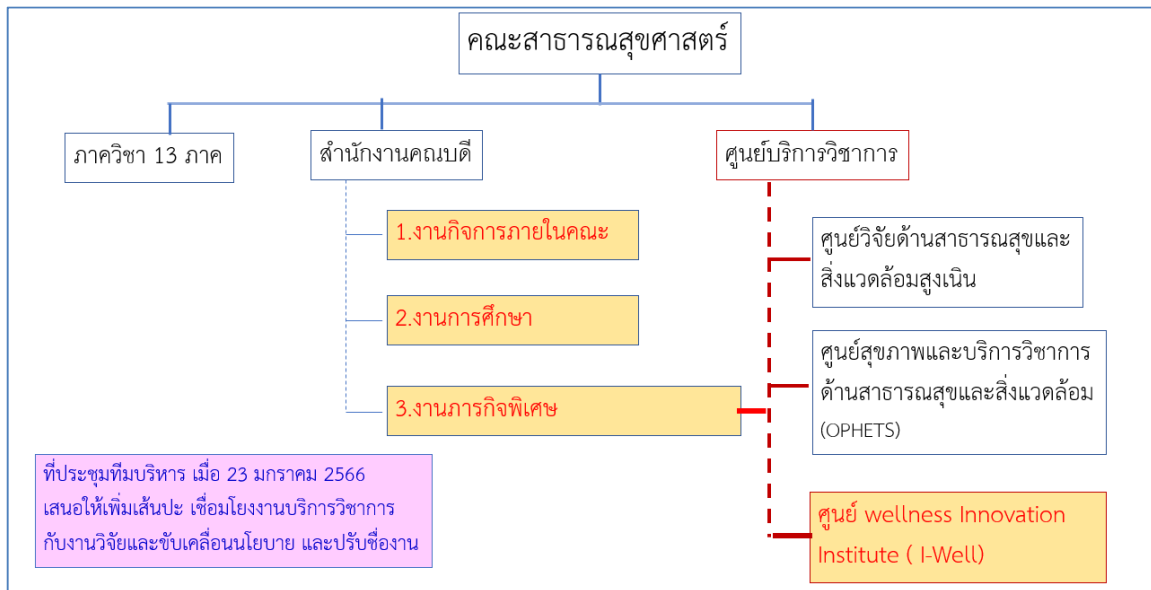 คณะสาธารณสุขศาสตร์
ภาควิชา 13 ภาค
สำนักงานคณบดี
ศูนย์บริการวิชาการ
1.งานกิจการภายในคณะ
2.งานการศึกษา
3.งานภารกิจพิเศษ
ศูนย์วิจัยด้านสาธารณสุขและ
สิ่งแวดล้อมสูงเนิน
ศูนย์สุขภาพและบริการวิชาการ
ด้านสาธารณสุขและสิ่งแวดล้อม
(OPHETS)
ศูนย์ wellness Innovation
Institute ( I-Well)
ที่ประชุมทีมบริหาร เมื่อ 23 มกราคม 2566
เสนอให้เพิ่มเส้นปะ เชื่อมโยงงานบริการวิชาการ
กับงานวิจัยและขับเคลื่อนนโยบาย และปรับชื่องาน